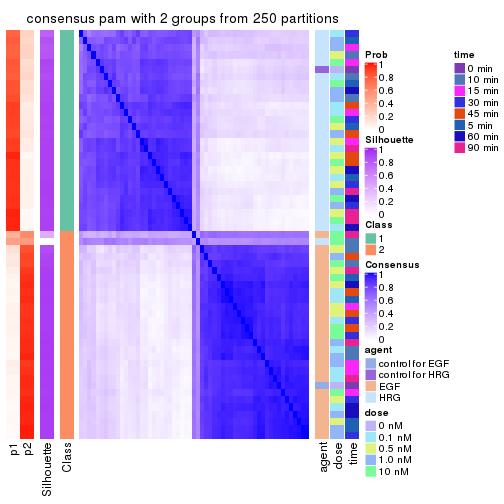 consensus pam with 2 groups from 250 partitions
Prob
1
0.8
0.6
0.4
0.2
0
Silhouette
1
0.8
0.6
0.4
0.2
0
Class
1
2
Consensus
1
0.8
0.6
0.4
0.2
0
agent
control for EGF
control for HRG
EGF
HRG
dose
0 nM
0.1 nM
0.5 nM
1.0 nM
10 nM
time
0 min
10 min
15 min
30 min
45 min
5 min
60 min
90 min
p1
p2
Silhouette
Class
agent
dose
time